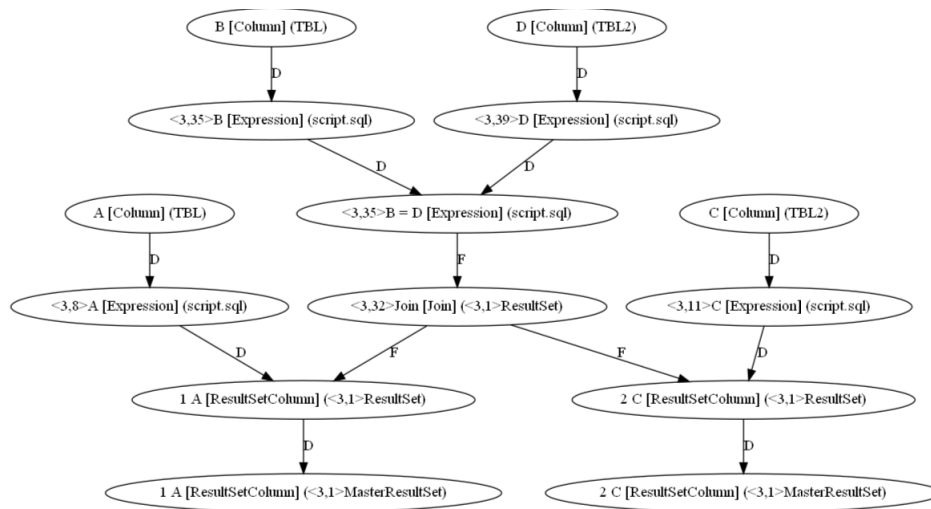 B [Column] (TBL)
D [Column] (TBL2)
D
D
<3,35>B [Expression] (script.sql)
<3,39>D [Expression] (script.sql)
D
D
A [Column] (TBL)
<3,35>B = D [Expression] (script.sql)
C [Column] (TBL2)
D
F
D
<3,8>A [Expression] (script.sql)
<3,32>Join [Join] (<3,1>ResultSet)
<3,11>C [Expression] (script.sql)
D
F
F
D
1 A [ResultSetColumn] (<3,1>ResultSet)
2 C [ResultSetColumn] (<3,1>ResultSet)
D
D
1 A [ResultSetColumn] (<3,1>MasterResultSet)
2 C [ResultSetColumn] (<3,1>MasterResultSet)